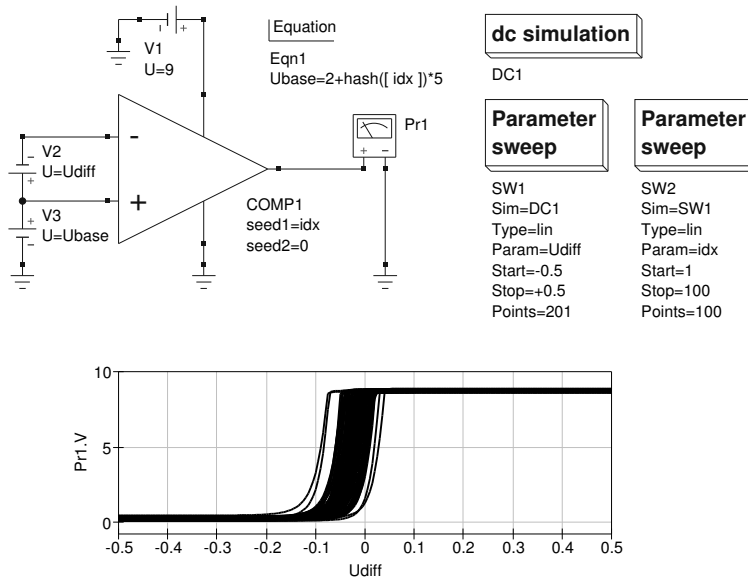 V1
U=9
Equation
Eqn1
Ubase=2+hash([ idx ])*5
dc simulation
DC1
- +
V2
U=Udiff
- +
V3
U=Ubase
+ -
- +
COMP1
seed1=idx
seed2=0
Pr1
+ -
Parameter
sweep
SW1
Sim=DC1
Type=lin
Param=Udiff
Start=-0.5
Stop=+0.5
Points=201
Parameter
sweep
SW2
Sim=SW1
Type=lin
Param=idx
Start=1
Stop=100
Points=100
10
5
0
Pr1.V
-0.5 -0.4 -0.3 -0.2 -0.1 0 0.1 0.2 0.3 0.4 0.5
Udiff